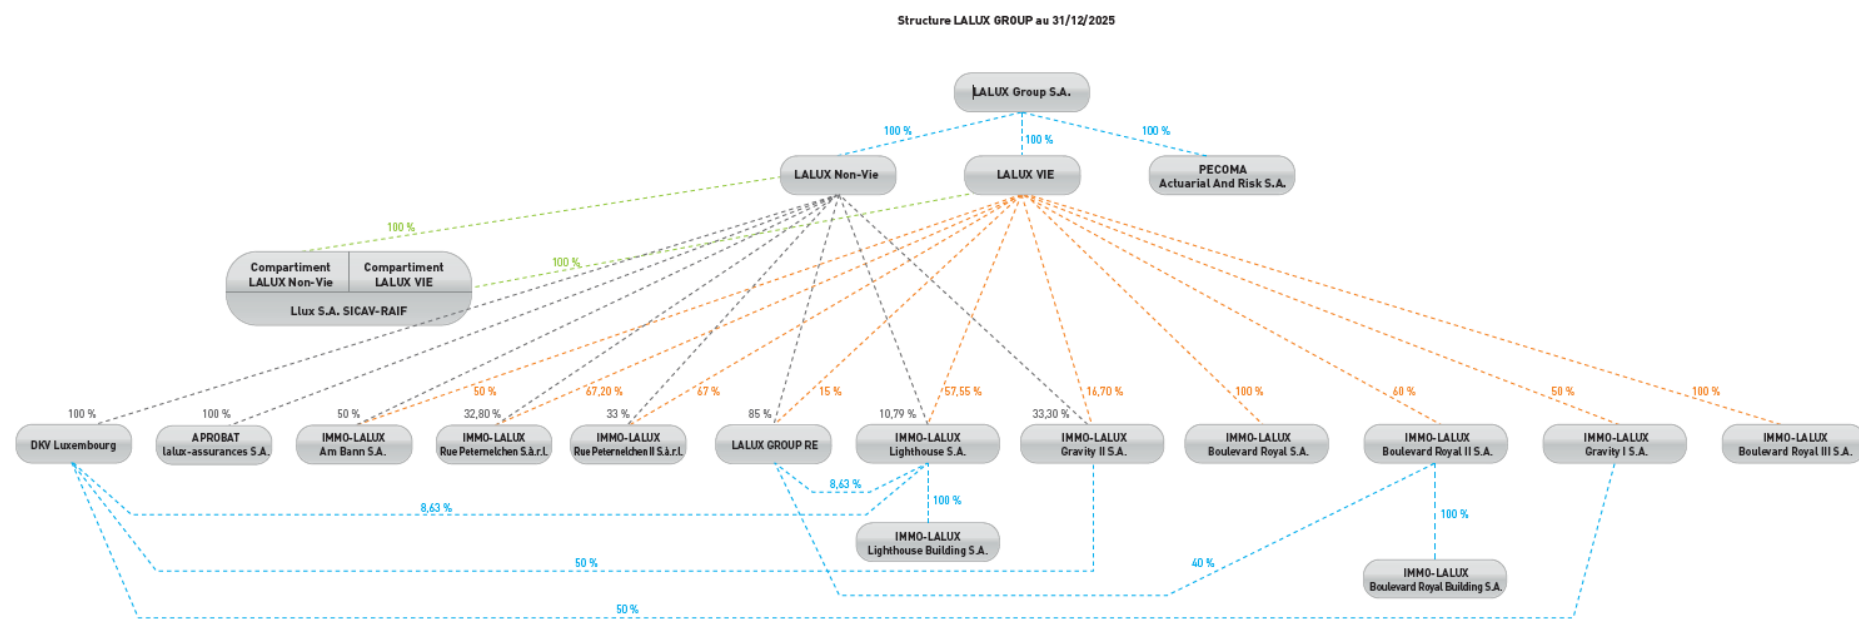 Structure LALUX GROUP au 31/12/2025
LALUX Group S.A.
100 %
100 %
100 %
LALUX Non-Vie
LALUX VIE
PECOMA
Actuarial And Risk S.A.
100 %
100 %
Compartiment
LALUX Non-Vie
Compartiment
LALUX VIE
Llux S.A. SICAV-RAIF
50 %
67,20 %
67 %
15 %
57,55 %
16,70 %
100 %
60 %
50 %
100 %
100 %
100 %
50 %
32,80 %
33 %
85 %
10,79 %
33,30 %
DKV Luxembourg
APROBAT
lalux-assurances S.A.
IMMO-LALUX
Am Bann S.A.
IMMO-LALUX
Rue Peternelchen S.à.r.l.
IMMO-LALUX
Rue Peternelchen II S.à.r.l.
LALUX GROUP RE
IMMO-LALUX
Lighthouse S.A.
IMMO-LALUX
Gravity II S.A.
IMMO-LALUX
Boulevard Royal S.A.
IMMO-LALUX
Boulevard Royal II S.A.
IMMO-LALUX
Gravity I S.A.
IMMO-LALUX
Boulevard Royal III S.A.
8,63 %
8,63 %
100 %
100 %
IMMO-LALUX
Lighthouse Building S.A.
50 %
40 %
IMMO-LALUX
Boulevard Royal Building S.A.
50 %